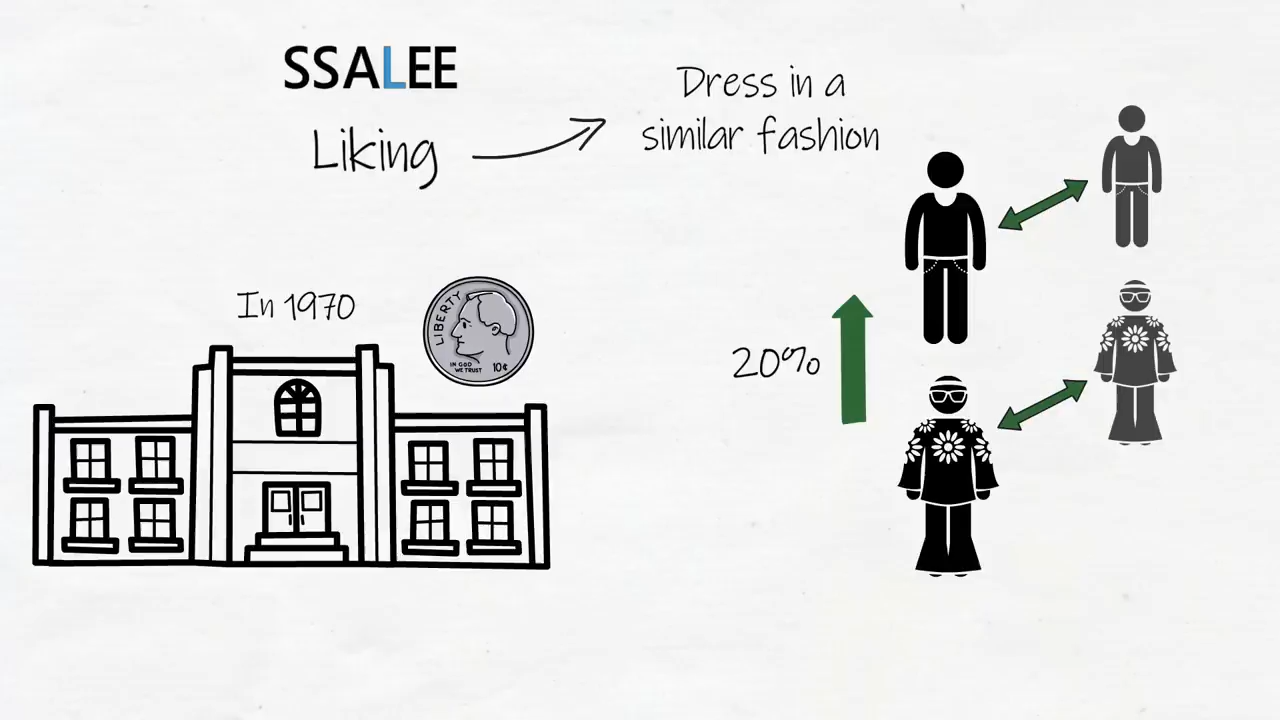 SSALEE
Liking
Dress in a
similar fashion
In 1970
LIBERTY
IN GOD
WE TRUST
10¢
20%